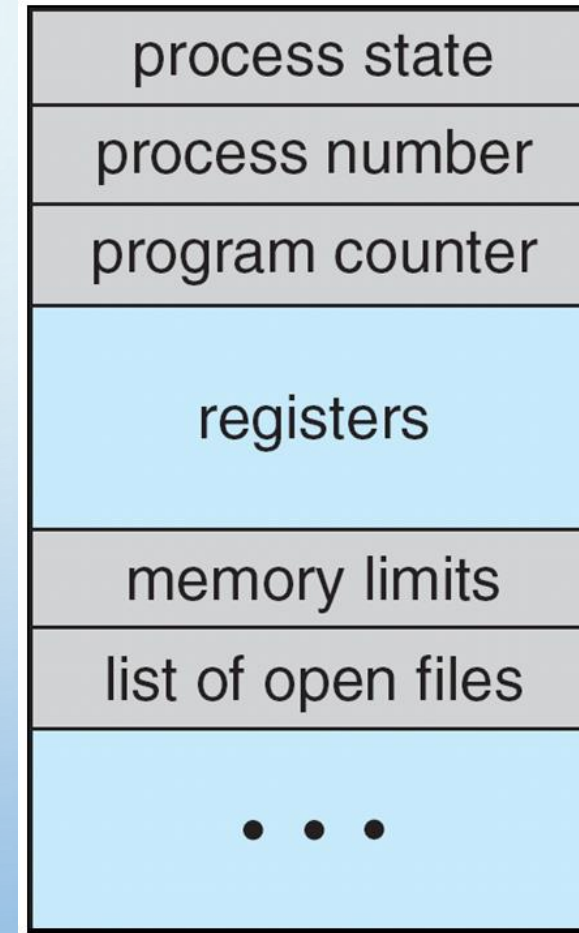 process state
process number
program counter
registers
memory limits
list of open files
• • •